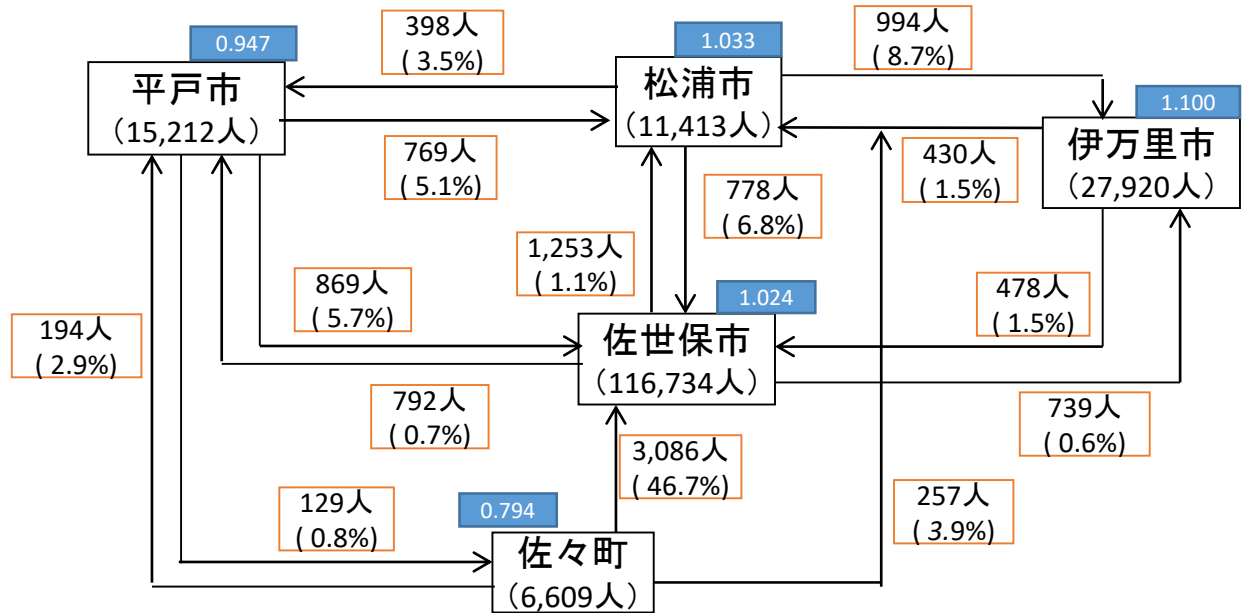 0.947
398人
( 3.5%)
1.033
994人
( 8.7%)
平戸市
（15,212人）
松浦市
（11,413人）
1.100
伊万里市
（27,920人）
769人
( 5.1%)
430人
( 1.5%)
778人
( 6.8%)
1,253人
( 1.1%)
869人
( 5.7%)
1.024
478人
( 1.5%)
194人
( 2.9%)
佐世保市
（116,734人）
792人
( 0.7%)
739人
( 0.6%)
3,086人
( 46.7%)
129人
( 0.8%)
0.794
257人
( 3.9%)
佐々町
（6,609人）